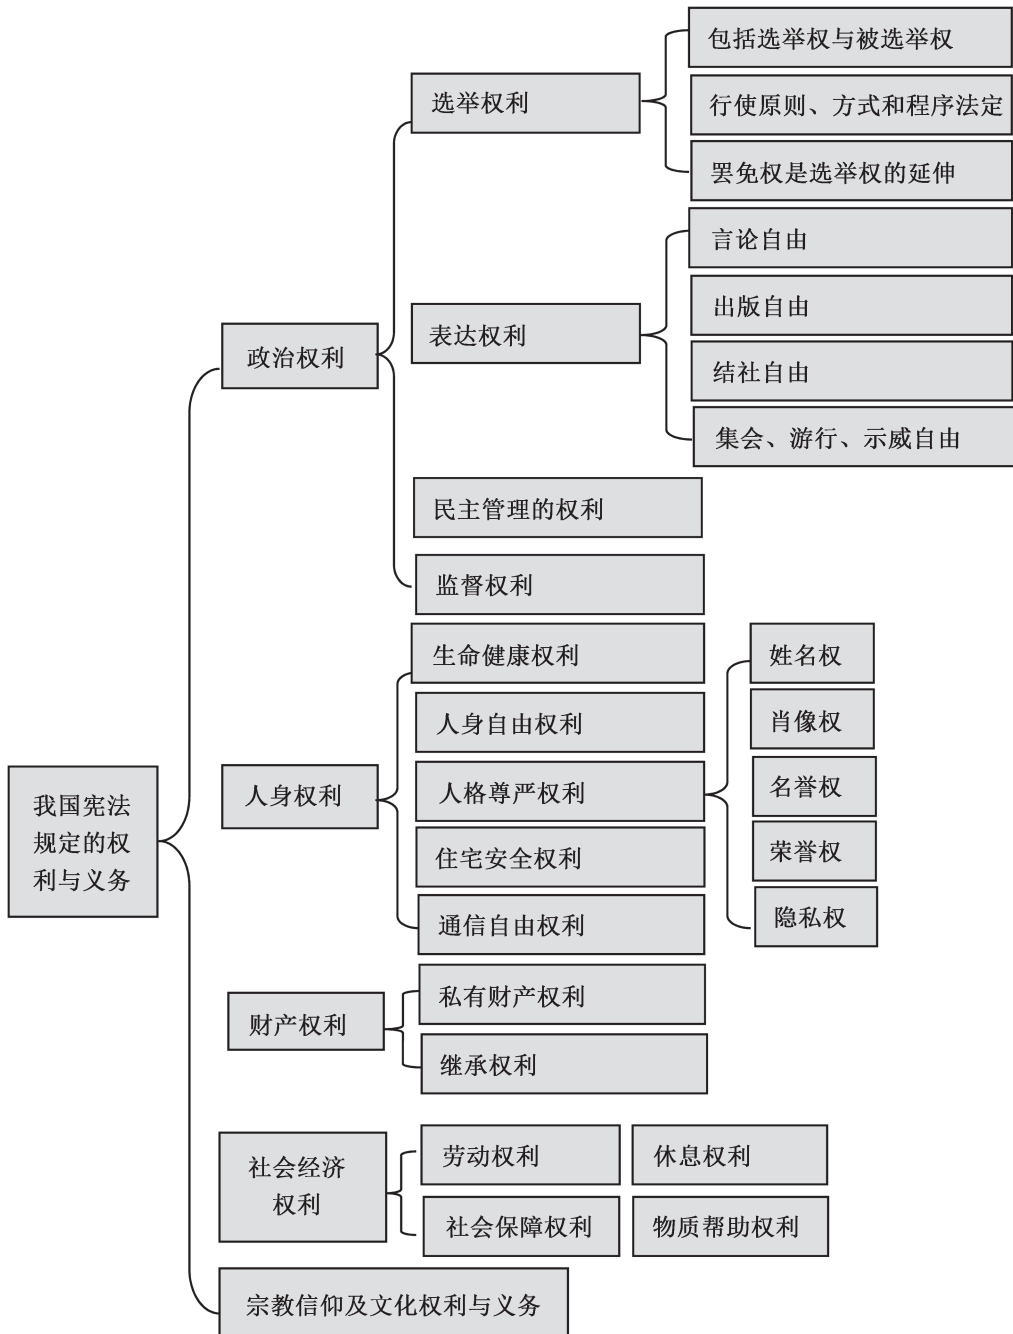 包括选举权与被选举权
选举权利
行使原则、方式和程序法定
罢免权是选举权的延伸
言论自由
出版自由
表达权利
政治权利
结社自由
集会、游行、示威自由
民主管理的权利
监督权利
生命健康权利
姓名权
人身自由权利
肖像权
人身权利
人格尊严权利
名誉权
我国宪法
规定的权
利与义务
住宅安全权利
荣誉权
通信自由权利
隐私权
私有财产权利
财产权利
继承权利
社会经济
权利
劳动权利
休息权利
社会保障权利
物质帮助权利
宗教信仰及文化权利与义务